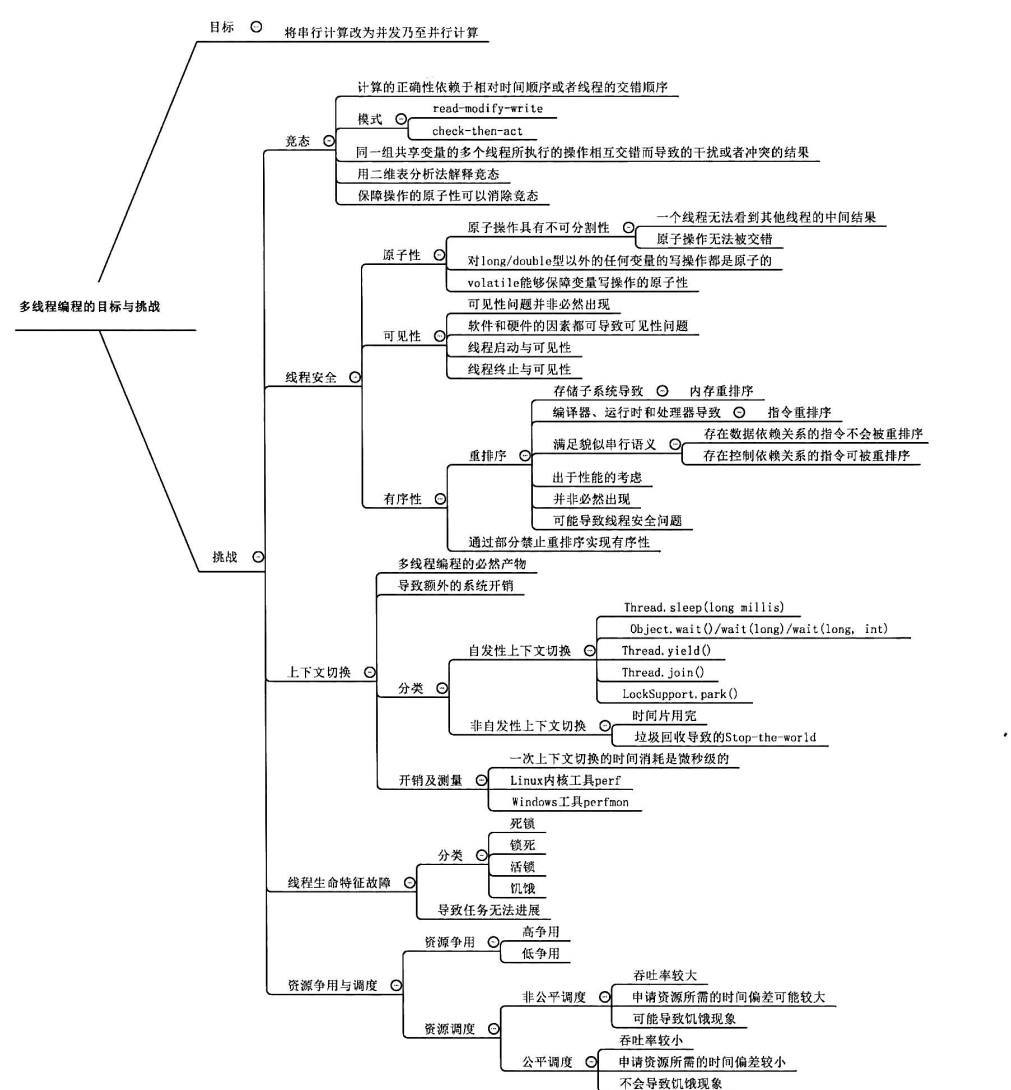 目标
将串行计算改为并发乃至并行计算
计算的正确性依赖于相对时间顺序或者线程的交错顺序
模式
read-modify-write
check-then-act
竞态
同一组共享变量的多个线程所执行的操作相互交错而导致的干扰或者冲突的结果
用二维表分析法解释竞态
保障操作的原子性可以消除竞态
原子性
原子操作具有不可分割性
一个线程无法看到其他线程的中间结果
原子操作无法被交错
对long/double型以外的任何变量的写操作都是原子的
volatile能够保障变量写操作的原子性
多线程编程的目标与挑战
可见性
可见性问题并非必然出现
软件和硬件的因素都可导致可见性问题
线程启动与可见性
线程终止与可见性
线程安全
存储子系统导致
内存重排序
编译器、运行时和处理器导致
指令重排序
重排序
满足貌似串行语义
存在数据依赖关系的指令不会被重排序
存在控制依赖关系的指令可被重排序
出于性能的考虑
并非必然出现
可能导致线程安全问题
有序性
通过部分禁止重排序实现有序性
挑战
多线程编程的必然产物
导致额外的系统开销
上下文切换
分类
自发性上下文切换
Thread.sleep(long millis)
Object.wait()/wait(long)/wait(long, int)
Thread.yield()
Thread.join()
LockSupport.park()
非自发性上下文切换
时间片用完
垃圾回收导致的Stop-the-world
开销及测量
一次上下文切换的时间消耗是微秒级的
Linux内核工具perf
Windows工具perfmon
线程生命特征故障
分类
死锁
锁死
活锁
饥饿
导致任务无法进展
资源争用与调度
资源争用
高争用
低争用
资源调度
非公平调度
吞吐率较大
申请资源所需的时间偏差可能较大
可能导致饥饿现象
公平调度
吞吐率较小
申请资源所需的时间偏差较小
不会导致饥饿现象